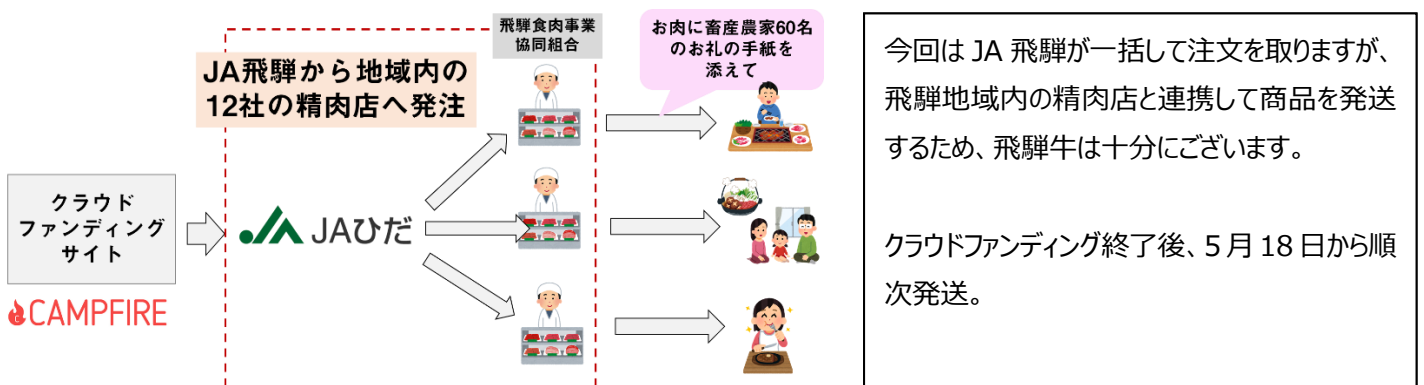 飛騨食肉事業
協同組合
お肉に畜産農家60名
のお礼の手紙を
添えて
JA飛騨から地域内の
12社の精肉店へ発注
クラウド
ファンディング
サイト
JAひだ
CAMPFIRE
今回は JA 飛騨が一括して注文を取りますが、
飛騨地域内の精肉店と連携して商品を発送
するため、飛騨牛は十分にございます。
クラウドファンディング終了後、5 月 18 日から順
次発送。